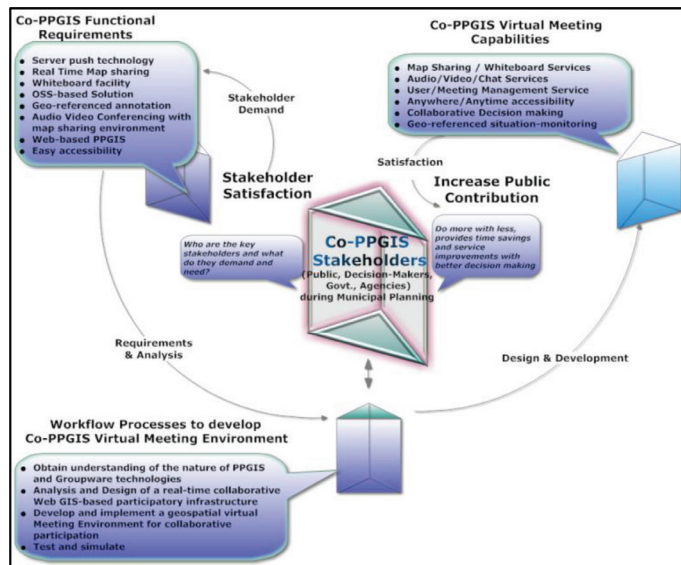 Co-PPGIS Functional
Requirements
• Server push technology
• Real Time Map sharing
• Whiteboard facility
• OSS-based Solution
• Geo-referenced annotation
• Audio Video Conferencing with
map sharing environment
• Web-based PPGIS
• Easy accessibility
Stakeholder
Demand
Stakeholder
Satisfaction
Co-PPGIS Virtual Meeting
Capabilities
• Map Sharing / Whiteboard Services
• Audio/Video/Chat Services
• User/Meeting Management Service
• Anywhere/Anytime accessibility
• Collaborative Decision making
• Geo-referenced situation-monitoring
Satisfaction
Increase Public
Contribution
Who are the key
stakeholders and what
do they demand and
need?
Co-PPGIS
Stakeholders
(Public, Decision-Makers,
Govt., Agencies)
during Municipal Planning
Do more with less,
provides time savings
and service
improvements with
better decision making
Requirements
& Analysis
Design & Development
Workflow Processes to develop
Co-PPGIS Virtual Meeting Environment
• Obtain understanding of the nature of PPGIS
and Groupware technologies
• Analysis and Design of a real-time collaborative
Web GIS-based participatory infrastructure
• Develop and implement a geospatial virtual
Meeting Environment for collaborative
participation
• Test and simulate